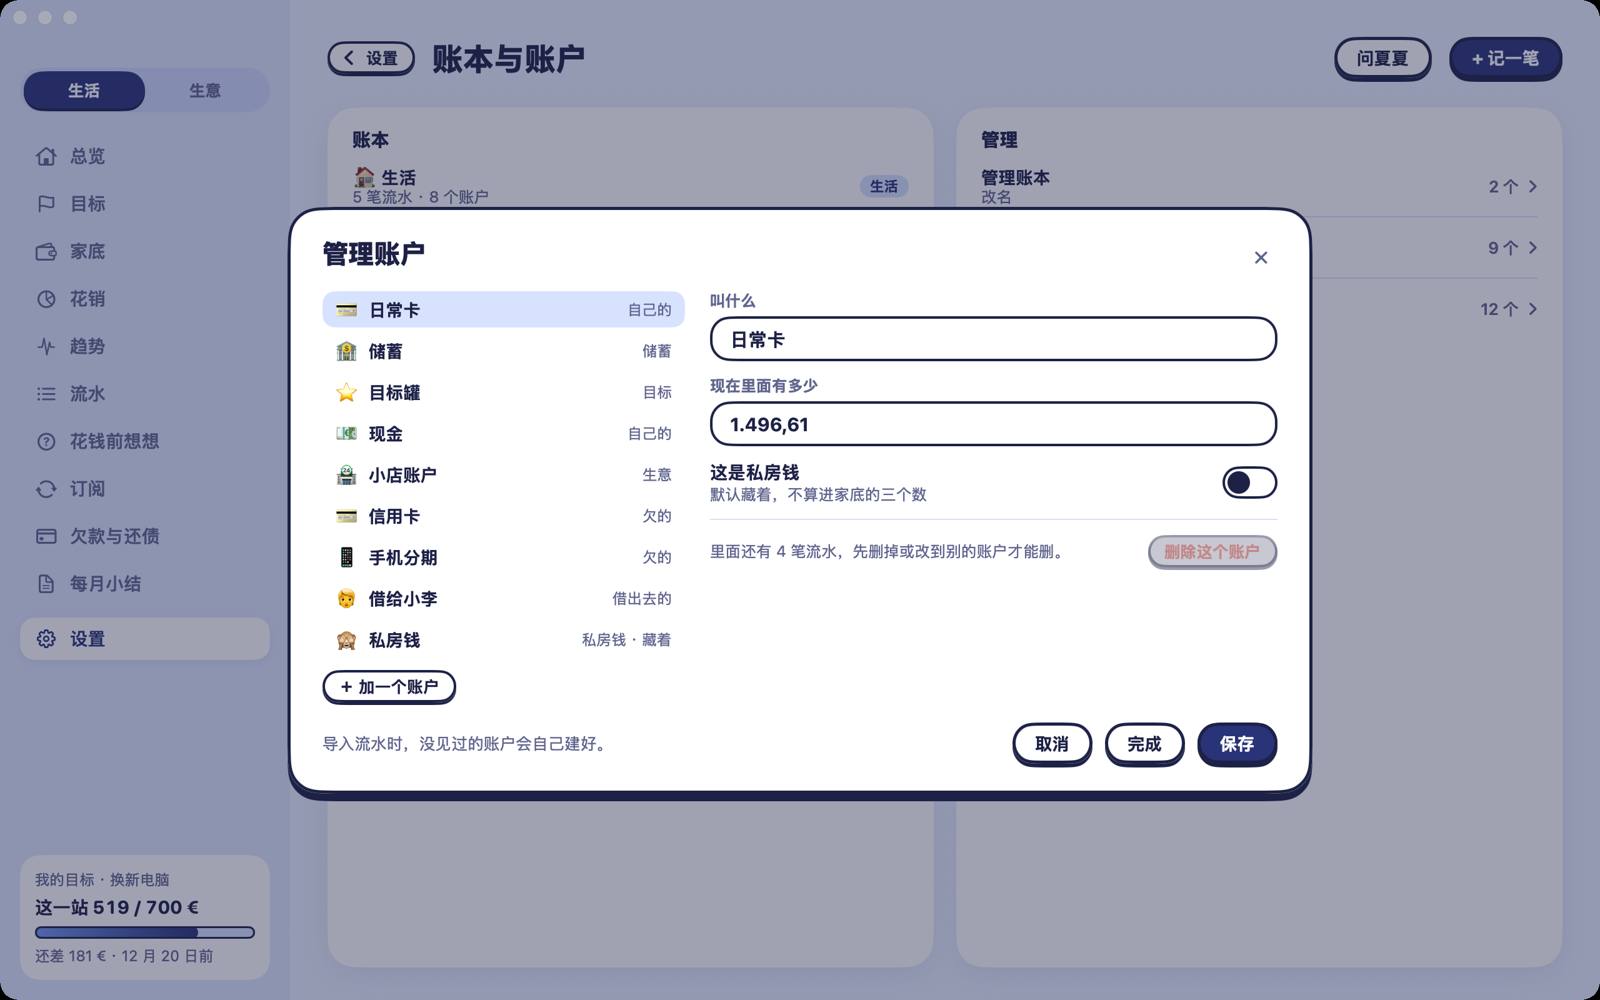 生活
生意
总览
目标
家底
花销
趋势
流水
花钱前想想
订阅
欠款与还债
每月小结
设置
我的目标 · 换新电脑
这一站 519 / 700 €
还差 181 € · 12 月 20 日前
设置
账本与账户
问夏夏
+ 记一笔
账本
生活
5 笔流水 · 8 个账户
生活
管理
管理账本
改名
2 个
9 个
12 个
管理账户
×
日常卡 自己的
储蓄 储蓄
目标罐 目标
现金 自己的
小店账户 生意
信用卡 欠的
手机分期 欠的
借给小李 借出去的
私房钱 私房钱 · 藏着
+ 加一个账户
叫什么
日常卡
现在里面有多少
1.496,61
这是私房钱
默认藏着，不算进家底的三个数
里面还有 4 笔流水，先删掉或改到别的账户才能删。
删除这个账户
导入流水时，没见过的账户会自己建好。
取消
完成
保存